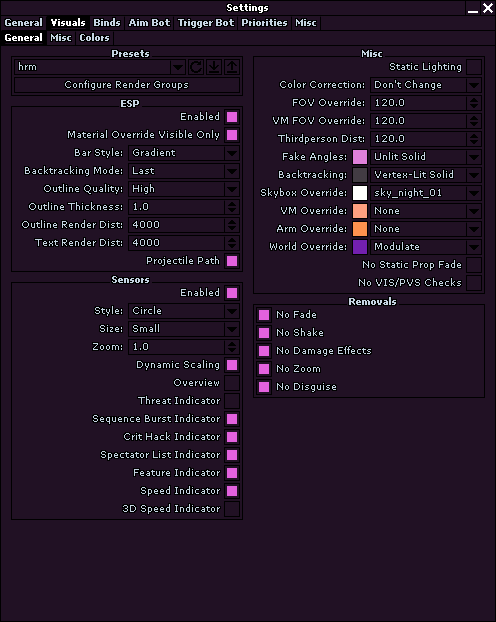 Settings
General Visuals Binds Aim Bot Trigger Bot Priorities Misc
General Misc Colors
Presets
hrm
Configure Render Groups
ESP
Enabled
Material Override Visible Only
Bar Style: Gradient
Backtracking Mode: Last
Outline Quality: High
Outline Thickness: 1.0
Outline Render Dist: 4000
Text Render Dist: 4000
Projectile Path
Sensors
Enabled
Style: Circle
Size: Small
Zoom: 1.0
Dynamic Scaling
Overview
Threat Indicator
Sequence Burst Indicator
Crit Hack Indicator
Spectator List Indicator
Feature Indicator
Speed Indicator
3D Speed Indicator
Misc
Static Lighting
Color Correction: Don't Change
FOV Override: 120.0
VM FOV Override: 120.0
Thirdperson Dist: 120.0
Fake Angles: Unlit Solid
Backtracking: Vertex-Lit Solid
Skybox Override: sky_night_01
VM Override: None
Arm Override: None
World Override: Modulate
No Static Prop Fade
No VIS/PVS Checks
Removals
No Fade
No Shake
No Damage Effects
No Zoom
No Disguise